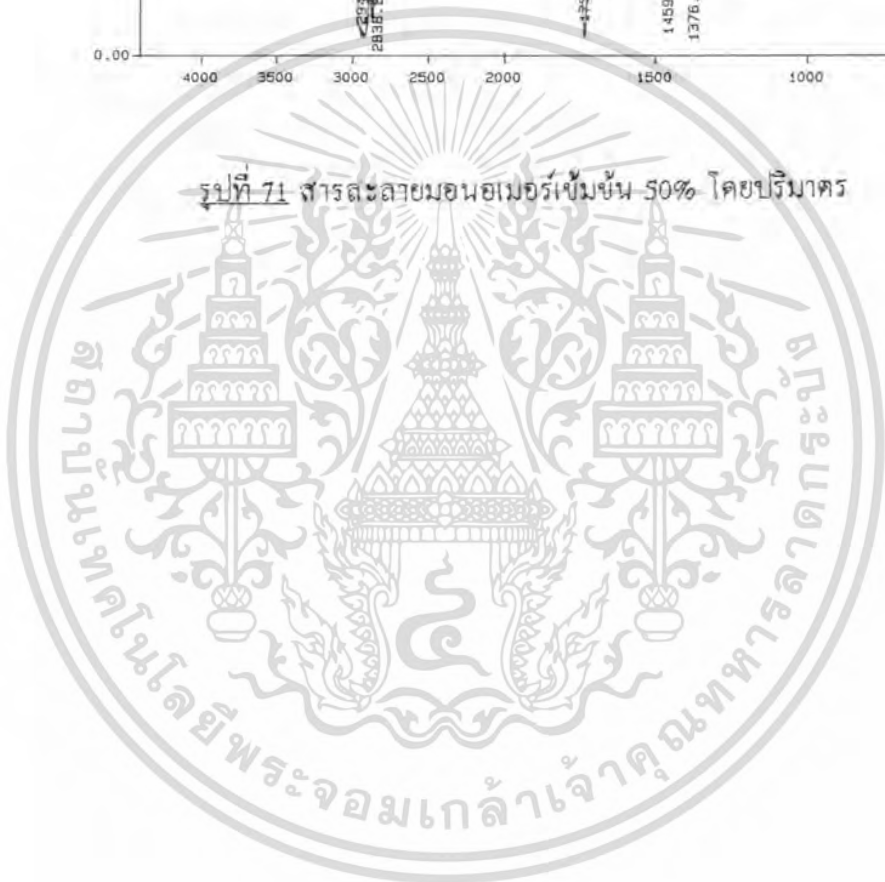 1459
1376.
0.00
4000 3500 3000 2500 2000 1500 1000
รูปที่ 71 สารละลายมอนอเมอร์เข้มข้น 50% โดยปริมาตร
สถาบันเทคโนโลยีพระจอมเกล้าเจ้าคุณทหารลาดกระบัง